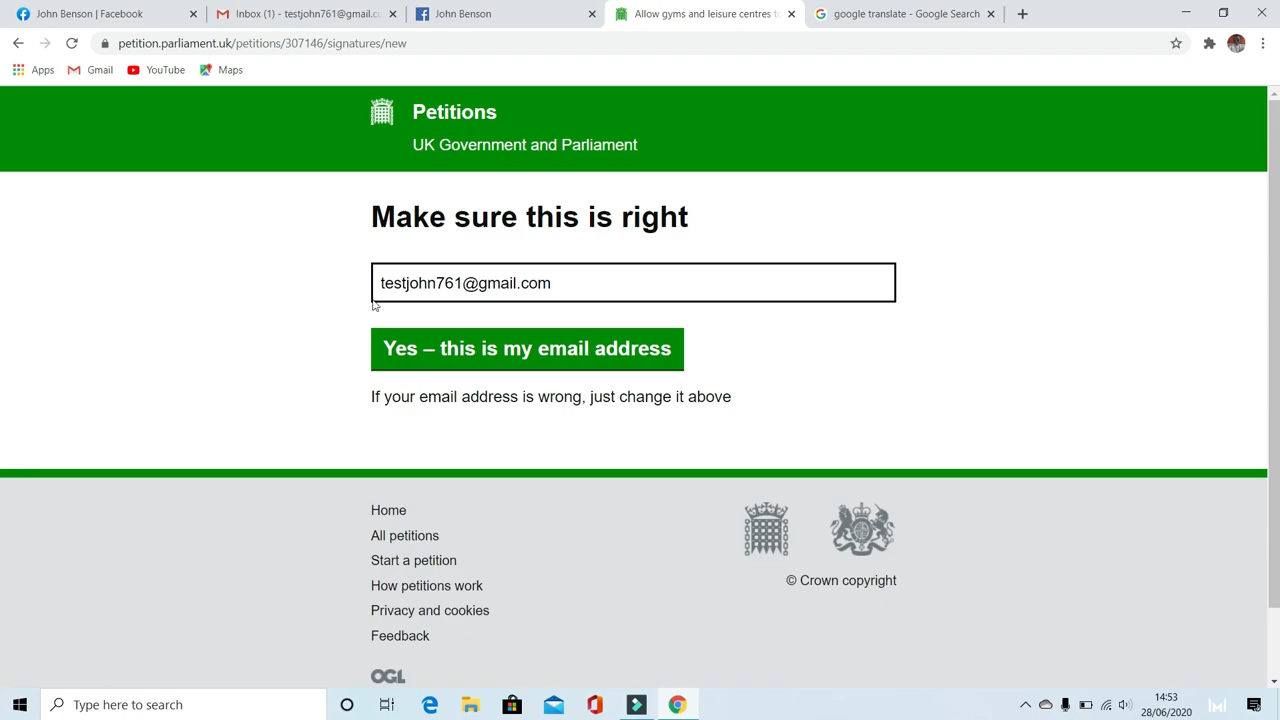 John Benson | Facebook
Inbox (1) - testjohn761@gmail.co
John Benson
Allow gyms and leisure centres to
google translate - Google Search
petition.parliament.uk/petitions/307146/signatures/new
Apps
Gmail
YouTube
Maps
Petitions
UK Government and Parliament
Make sure this is right
testjohn761@gmail.com
Yes – this is my email address
If your email address is wrong, just change it above
Home
All petitions
Start a petition
How petitions work
Privacy and cookies
Feedback
© Crown copyright
OGL
Type here to search
14:53
28/06/2020